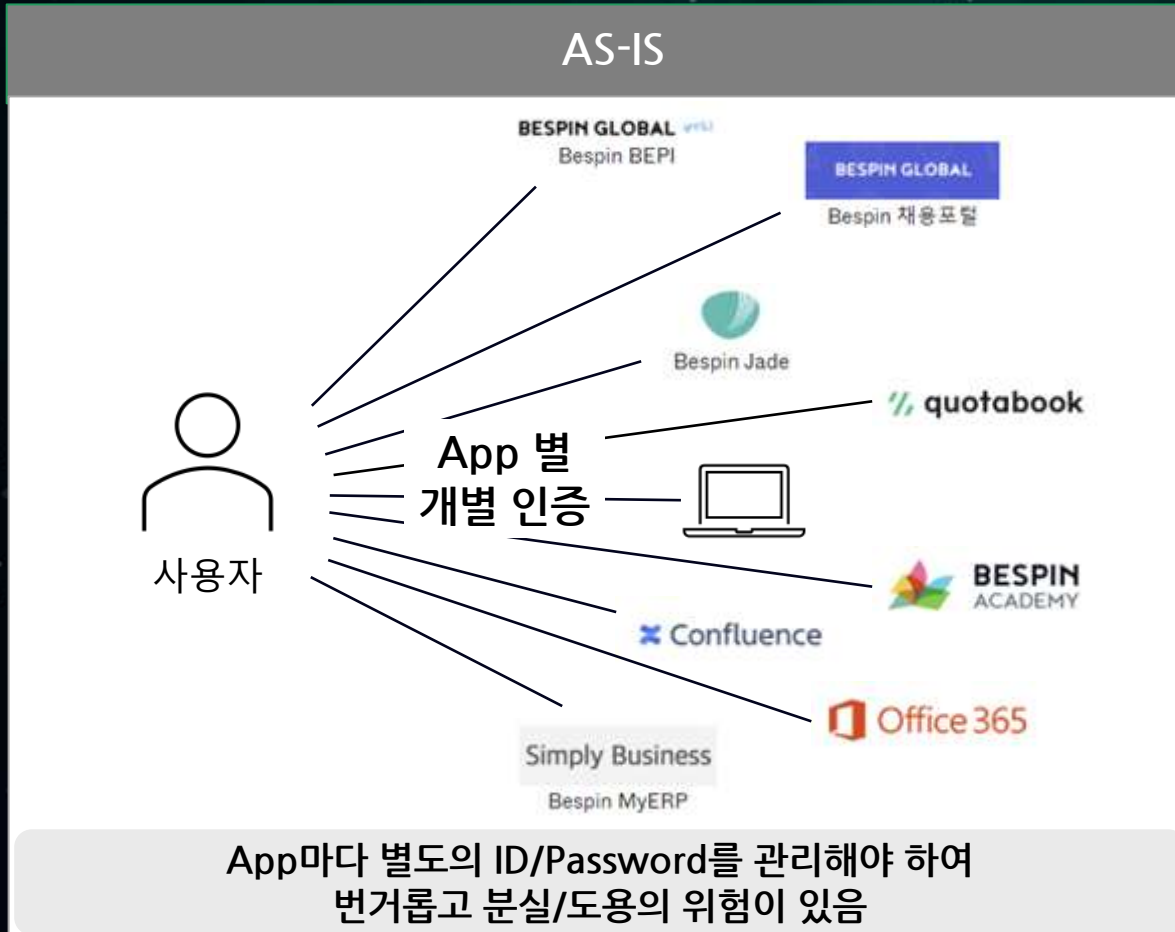 AS-IS
BESPIN GLOBAL
Bespin BEPI
BESPIN GLOBAL
Bespin 채용포털
Bespin Jade
quotabook
App 별
개별 인증
사용자
BESPIN
ACADEMY
Confluence
Office 365
Simply Business
Bespin MyERP
App마다 별도의 ID/Password를 관리해야 하여
번거롭고 분실/도용의 위험이 있음